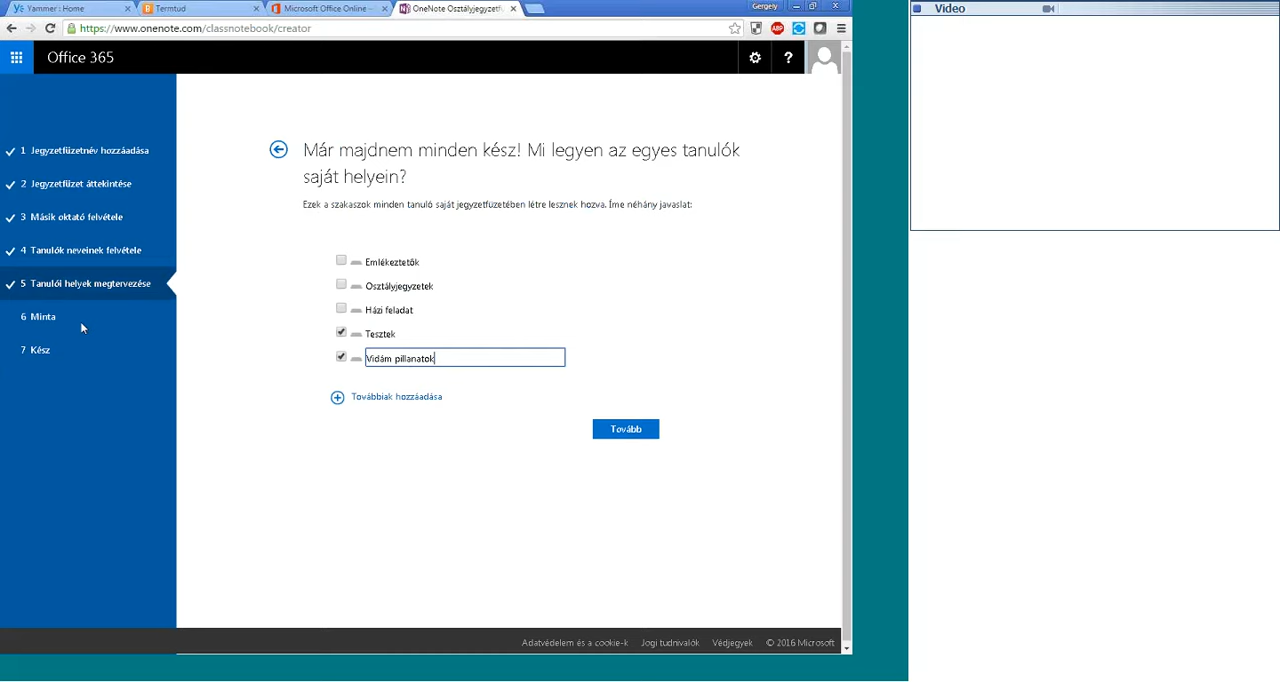 Yammer : Home
Termtud
Microsoft Office Online -
OneNote Osztályjegyzetfü
Gergely
https://www.onenote.com/classnotebook/creator
Office 365
?
1 Jegyzetfüzetnév hozzáadása
2 Jegyzetfüzet áttekintése
3 Másik oktató felvétele
4 Tanulók neveinek felvétele
5 Tanulói helyek megtervezése
6 Minta
7 Kész
Már majdnem minden kész! Mi legyen az egyes tanulók
saját helyein?
Ezek a szakaszok minden tanuló saját jegyzetfüzetében létre lesznek hozva. Íme néhány javaslat:
Emlékeztetők
Osztályjegyzetek
Házi feladat
Tesztek
Vidám pillanatok
Továbbiak hozzáadása
Tovább
Adatvédelem és a cookie-k Jogi tudnivalók Védjegyek © 2016 Microsoft
Video